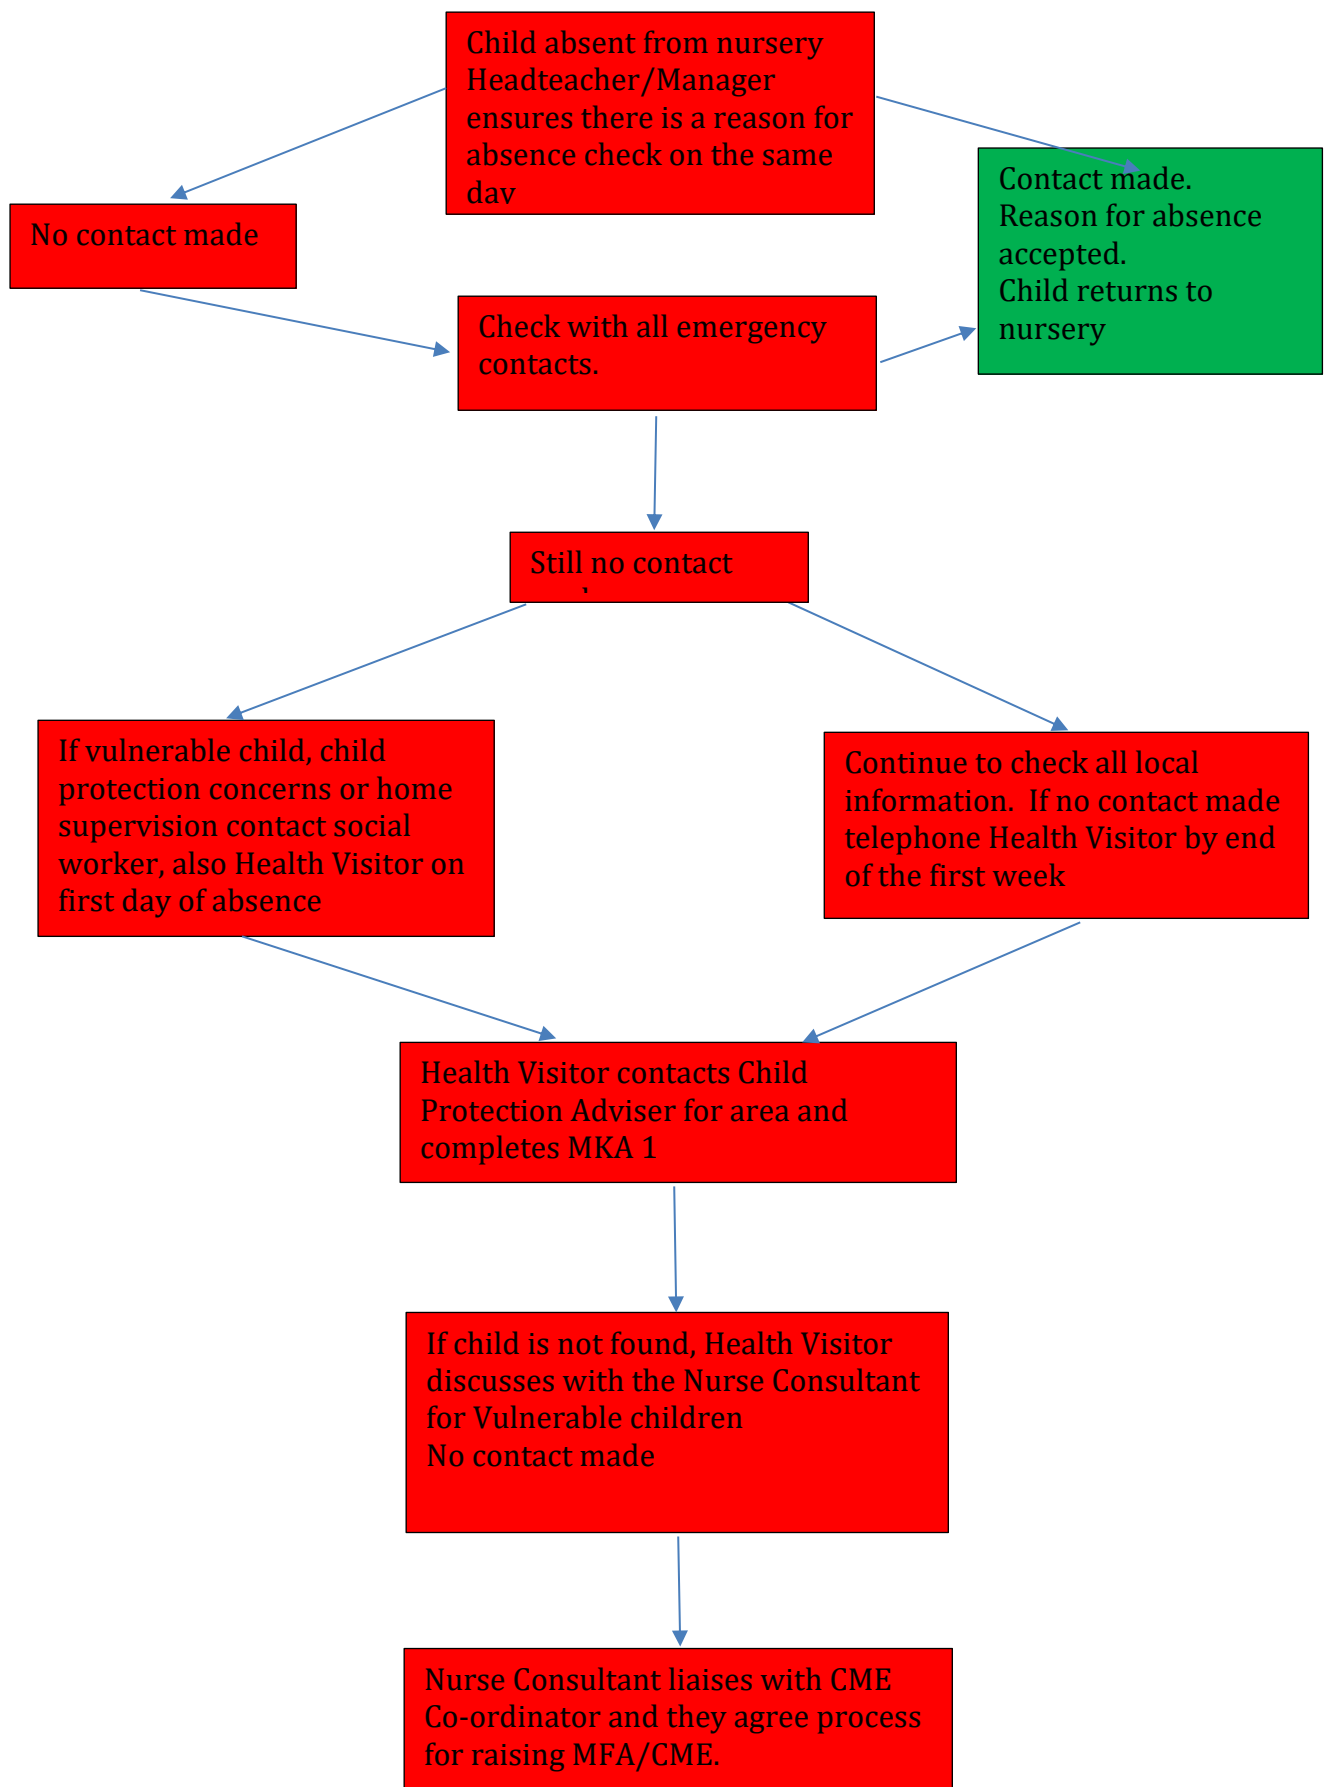 Child absent from nursery
Headteacher/Manager
ensures there is a reason for
absence check on the same
day
Contact made.
Reason for absence
accepted.
Child returns to
nursery
No contact made
Check with all emergency
contacts.
Still no contact
If vulnerable child, child
protection concerns or home
supervision contact social
worker, also Health Visitor on
first day of absence
Continue to check all local
information.  If no contact made
telephone Health Visitor by end
of the first week
Health Visitor contacts Child
Protection Adviser for area and
completes MKA 1
If child is not found, Health Visitor
discusses with the Nurse Consultant
for Vulnerable children
No contact made
Nurse Consultant liaises with CME
Co-ordinator and they agree process
for raising MFA/CME.